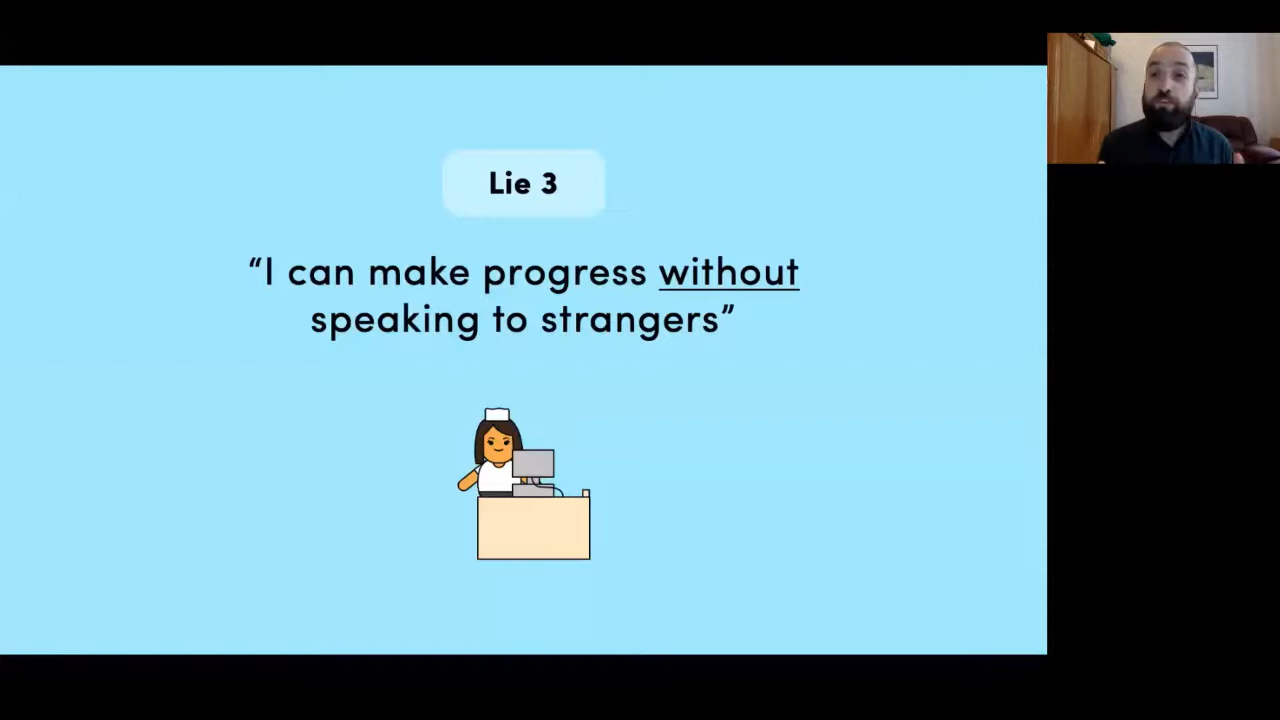 Lie 3
“I can make progress without
speaking to strangers”